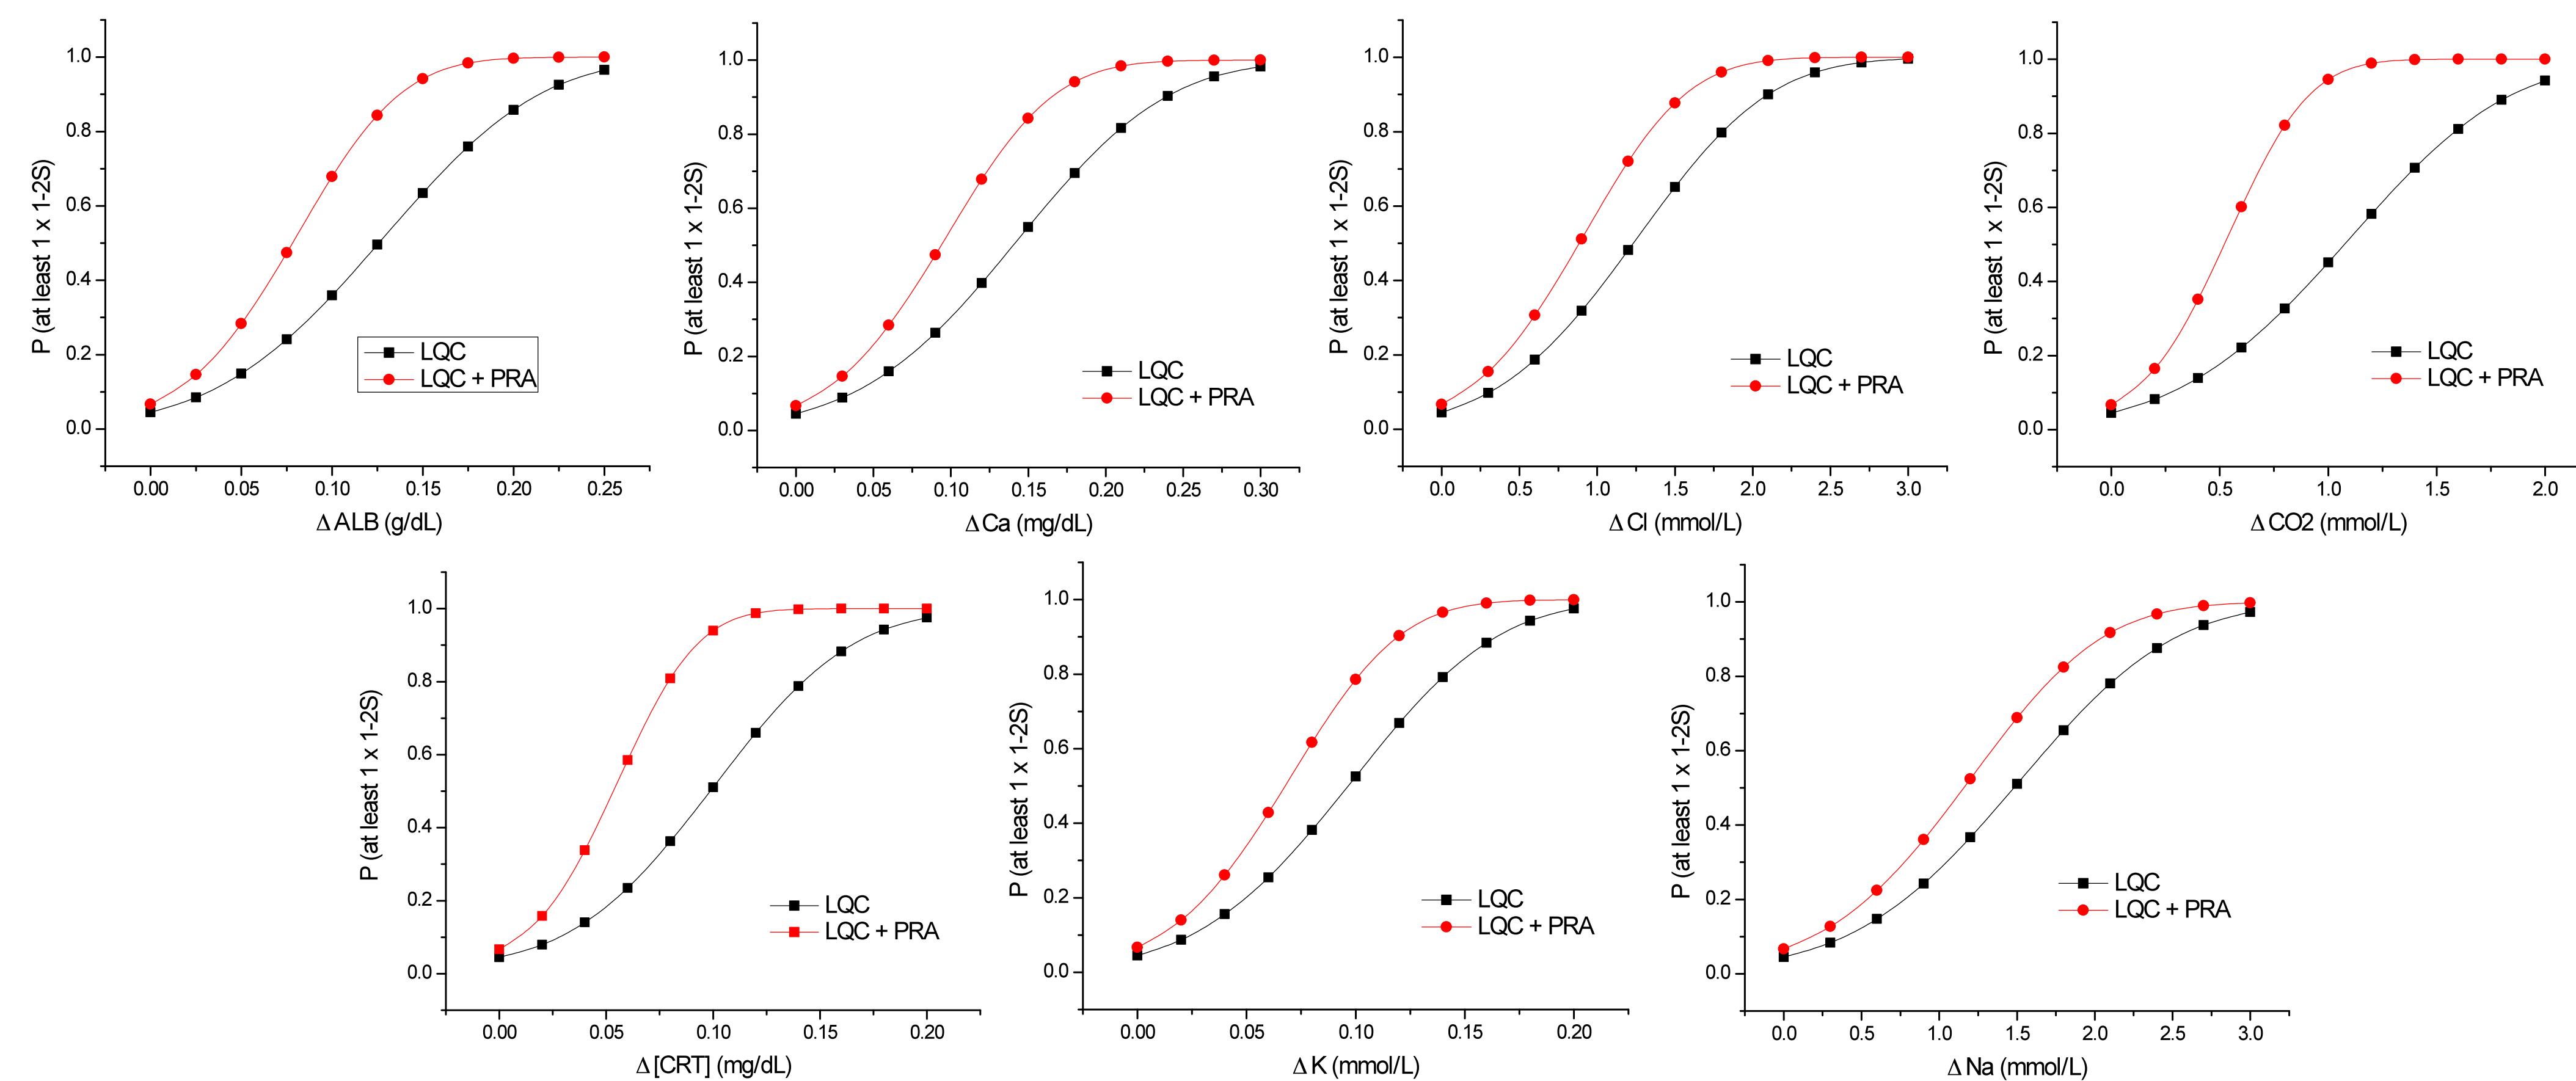 P (at least 1 x 1-2S)
1.0
0.8
0.6
0.4
0.2
0.0
LQC
LQC + PRA
0.00 0.05 0.10 0.15 0.20 0.25
Δ ALB (g/dL)
P (at least 1 x 1-2S)
1.0
0.8
0.6
0.4
0.2
0.0
LQC
LQC + PRA
0.00 0.05 0.10 0.15 0.20 0.25 0.30
Δ Ca (mg/dL)
P (at least 1 x 1-2S)
1.0
0.8
0.6
0.4
0.2
0.0
LQC
LQC + PRA
0.0 0.5 1.0 1.5 2.0 2.5 3.0
Δ Cl (mmol/L)
P (at least 1 x 1-2S)
1.0
0.8
0.6
0.4
0.2
0.0
LQC
LQC + PRA
0.0 0.5 1.0 1.5 2.0
Δ CO2 (mmol/L)
P (at least 1 x 1-2S)
1.0
0.8
0.6
0.4
0.2
0.0
LQC
LQC + PRA
0.00 0.05 0.10 0.15 0.20
Δ [CRT] (mg/dL)
P (at least 1 x 1-2S)
1.0
0.8
0.6
0.4
0.2
0.0
LQC
LQC + PRA
0.00 0.05 0.10 0.15 0.20
Δ K (mmol/L)
P (at least 1 x 1-2S)
1.0
0.8
0.6
0.4
0.2
0.0
LQC
LQC + PRA
0.0 0.5 1.0 1.5 2.0 2.5 3.0
Δ Na (mmol/L)